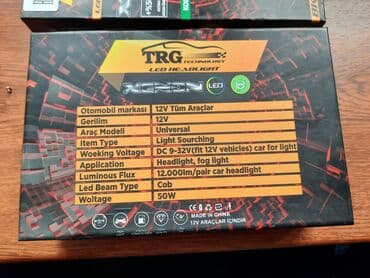 TRG
TECHNOLOGY
LED HEADLIGHT
XCHON LED
Otomobil markası 12V Tüm Araçlar
Gerilim 12V
Araç Modeli Universal
Item Type Light Sourching
Woeking Voltage DC 9-32V(fit 12V vehicles) car for light
Application Headlight, fog light
Luminous Flux 12.000lm/pair car headlight
Led Beam Type Cob
Woltage 50W
MADE IN CHINA
12V ARAÇLAR İÇİNDİR